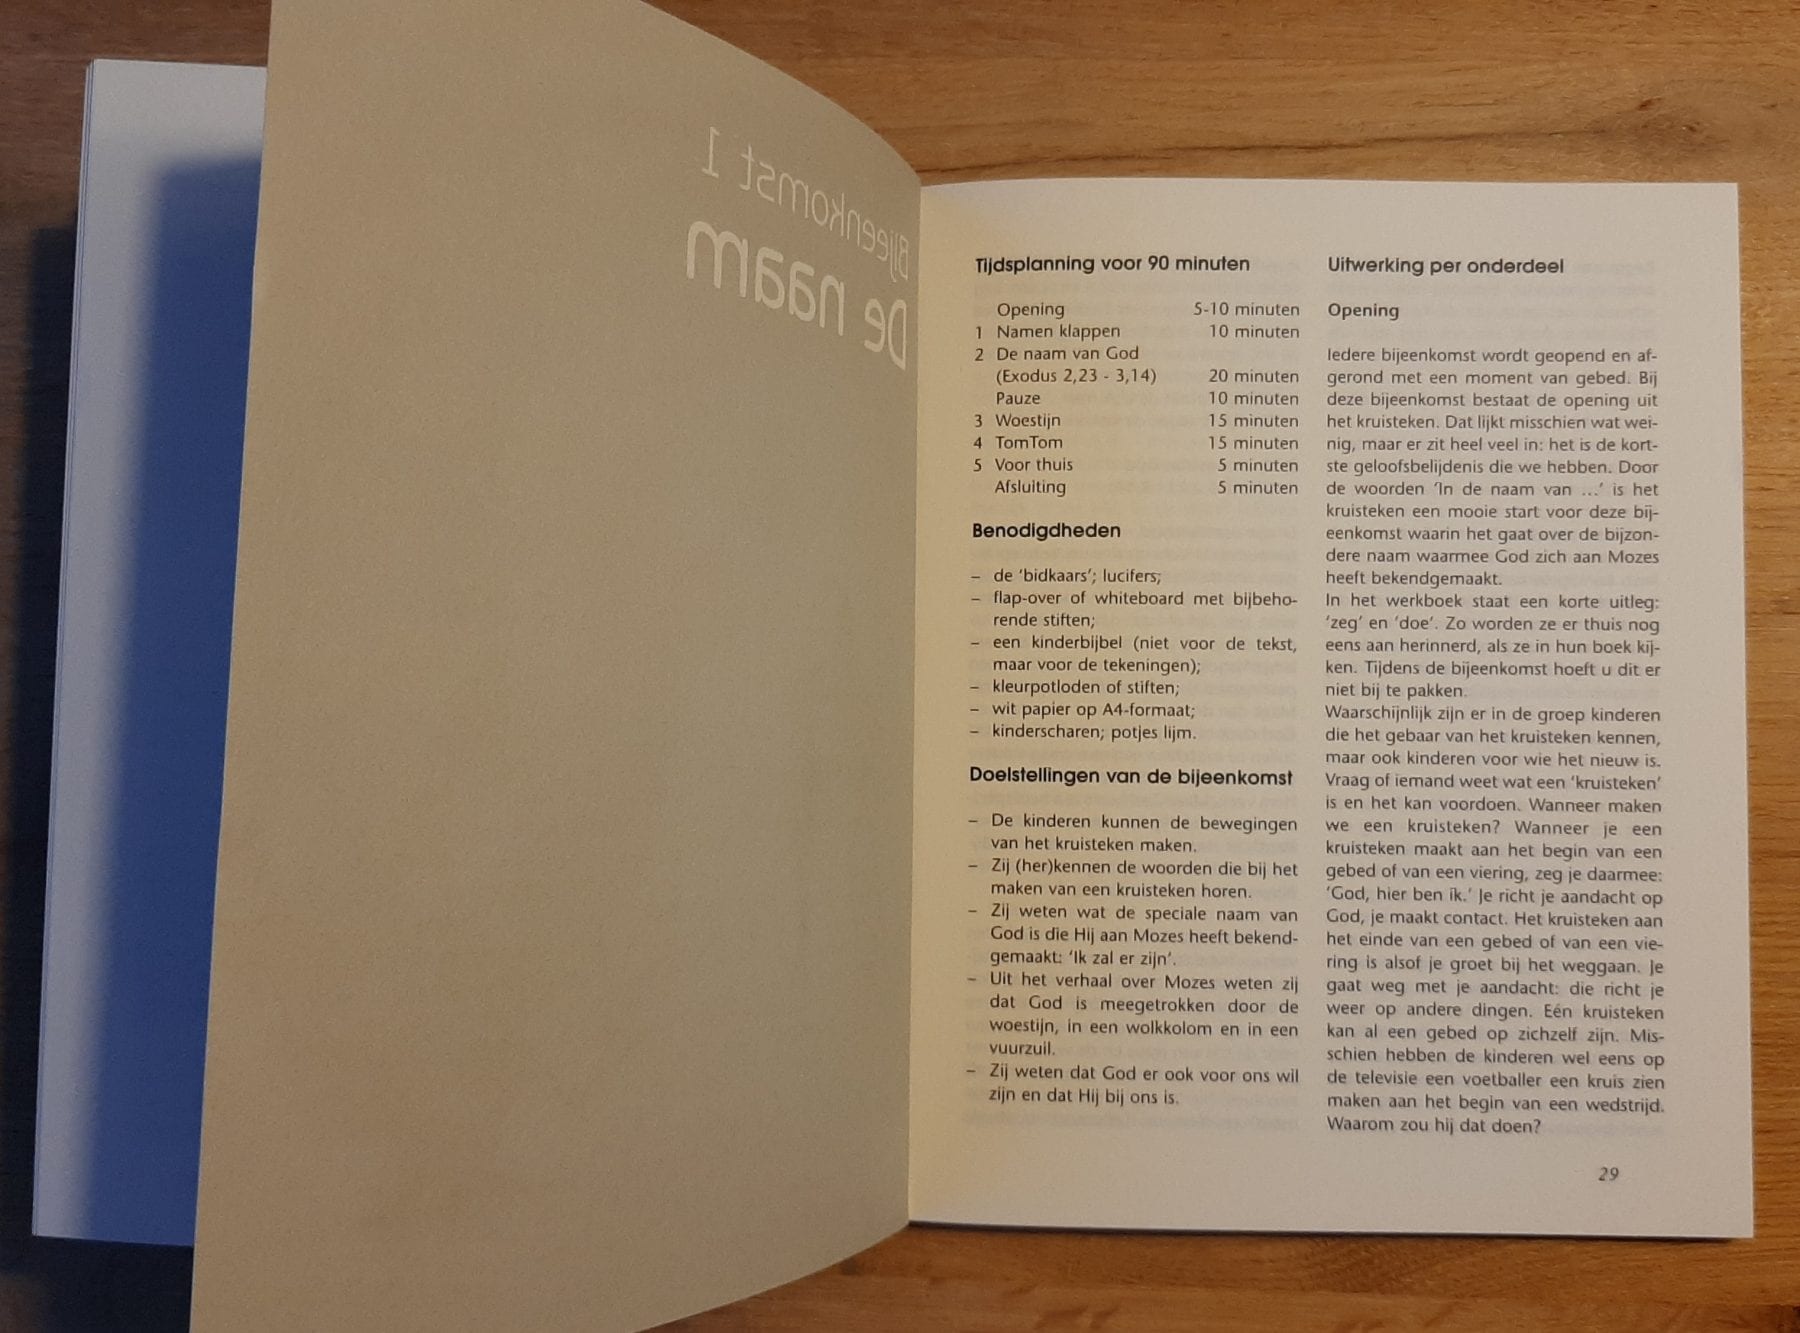 Bijeenkomst 1
De naam
Tijdsplanning voor 90 minuten
Opening 5-10 minuten
1 Namen klappen 10 minuten
2 De naam van God
(Exodus 2,23 - 3,14) 20 minuten
Pauze 10 minuten
3 Woestijn 15 minuten
4 TomTom 15 minuten
5 Voor thuis 5 minuten
Afsluiting 5 minuten
Benodigdheden
– de ‘bidkaars’; lucifers;
– flap-over of whiteboard met bijbeho-
rende stiften;
– een kinderbijbel (niet voor de tekst,
maar voor de tekeningen);
– kleurpotloden of stiften;
– wit papier op A4-formaat;
– kinderscharen; potjes lijm.
Doelstellingen van de bijeenkomst
– De kinderen kunnen de bewegingen
van het kruisteken maken.
– Zij (her)kennen de woorden die bij het
maken van een kruisteken horen.
– Zij weten wat de speciale naam van
God is die Hij aan Mozes heeft bekend-
gemaakt: ‘Ik zal er zijn’.
– Uit het verhaal over Mozes weten zij
dat God is meegetrokken door de
woestijn, in een wolkkolom en in een
vuurzuil.
– Zij weten dat God er ook voor ons wil
zijn en dat Hij bij ons is.
Uitwerking per onderdeel
Opening
Iedere bijeenkomst wordt geopend en af-
gerond met een moment van gebed. Bij
deze bijeenkomst bestaat de opening uit
het kruisteken. Dat lijkt misschien wat wei-
nig, maar er zit heel veel in: het is de kort-
ste geloofsbelijdenis die we hebben. Door
de woorden ‘In de naam van ...’ is het
kruisteken een mooie start voor deze bij-
eenkomst waarin het gaat over de bijzon-
dere naam waarmee God zich aan Mozes
heeft bekendgemaakt.
In het werkboek staat een korte uitleg:
‘zeg’ en ‘doe’. Zo worden ze er thuis nog
eens aan herinnerd, als ze in hun boek kij-
ken. Tijdens de bijeenkomst hoeft u dit er
niet bij te pakken.
Waarschijnlijk zijn er in de groep kinderen
die het gebaar van het kruisteken kennen,
maar ook kinderen voor wie het nieuw is.
Vraag of iemand weet wat een ‘kruisteken’
is en het kan voordoen. Wanneer maken
we een kruisteken? Wanneer je een
kruisteken maakt aan het begin van een
gebed of van een viering, zeg je daarmee:
‘God, hier ben ik.’ Je richt je aandacht op
God, je maakt contact. Het kruisteken aan
het einde van een gebed of van een vie-
ring is alsof je groet bij het weggaan. Je
gaat weg met je aandacht: die richt je
weer op andere dingen. Eén kruisteken
kan al een gebed op zichzelf zijn. Mis-
schien hebben de kinderen wel eens op
de televisie een voetballer een kruis zien
maken aan het begin van een wedstrijd.
Waarom zou hij dat doen?
29